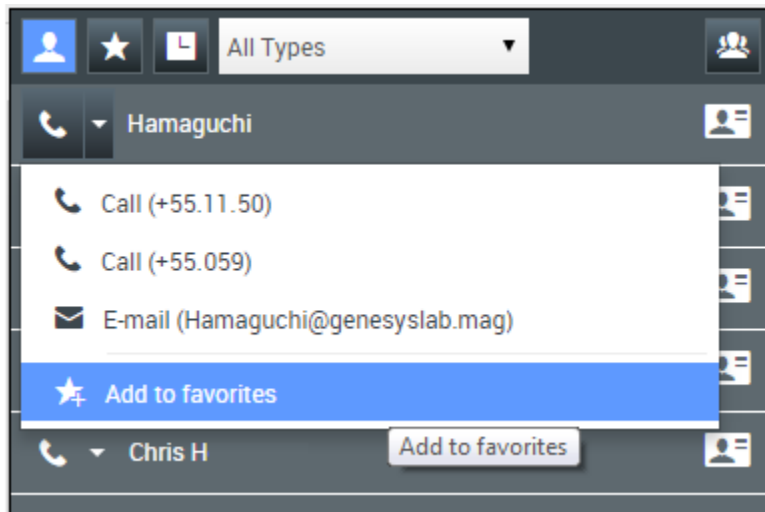 All Types
Hamaguchi
Call (+55.11.50)
Call (+55.059)
E-mail (Hamaguchi@genesyslab.mag)
Add to favorites
Chris H
Add to favorites